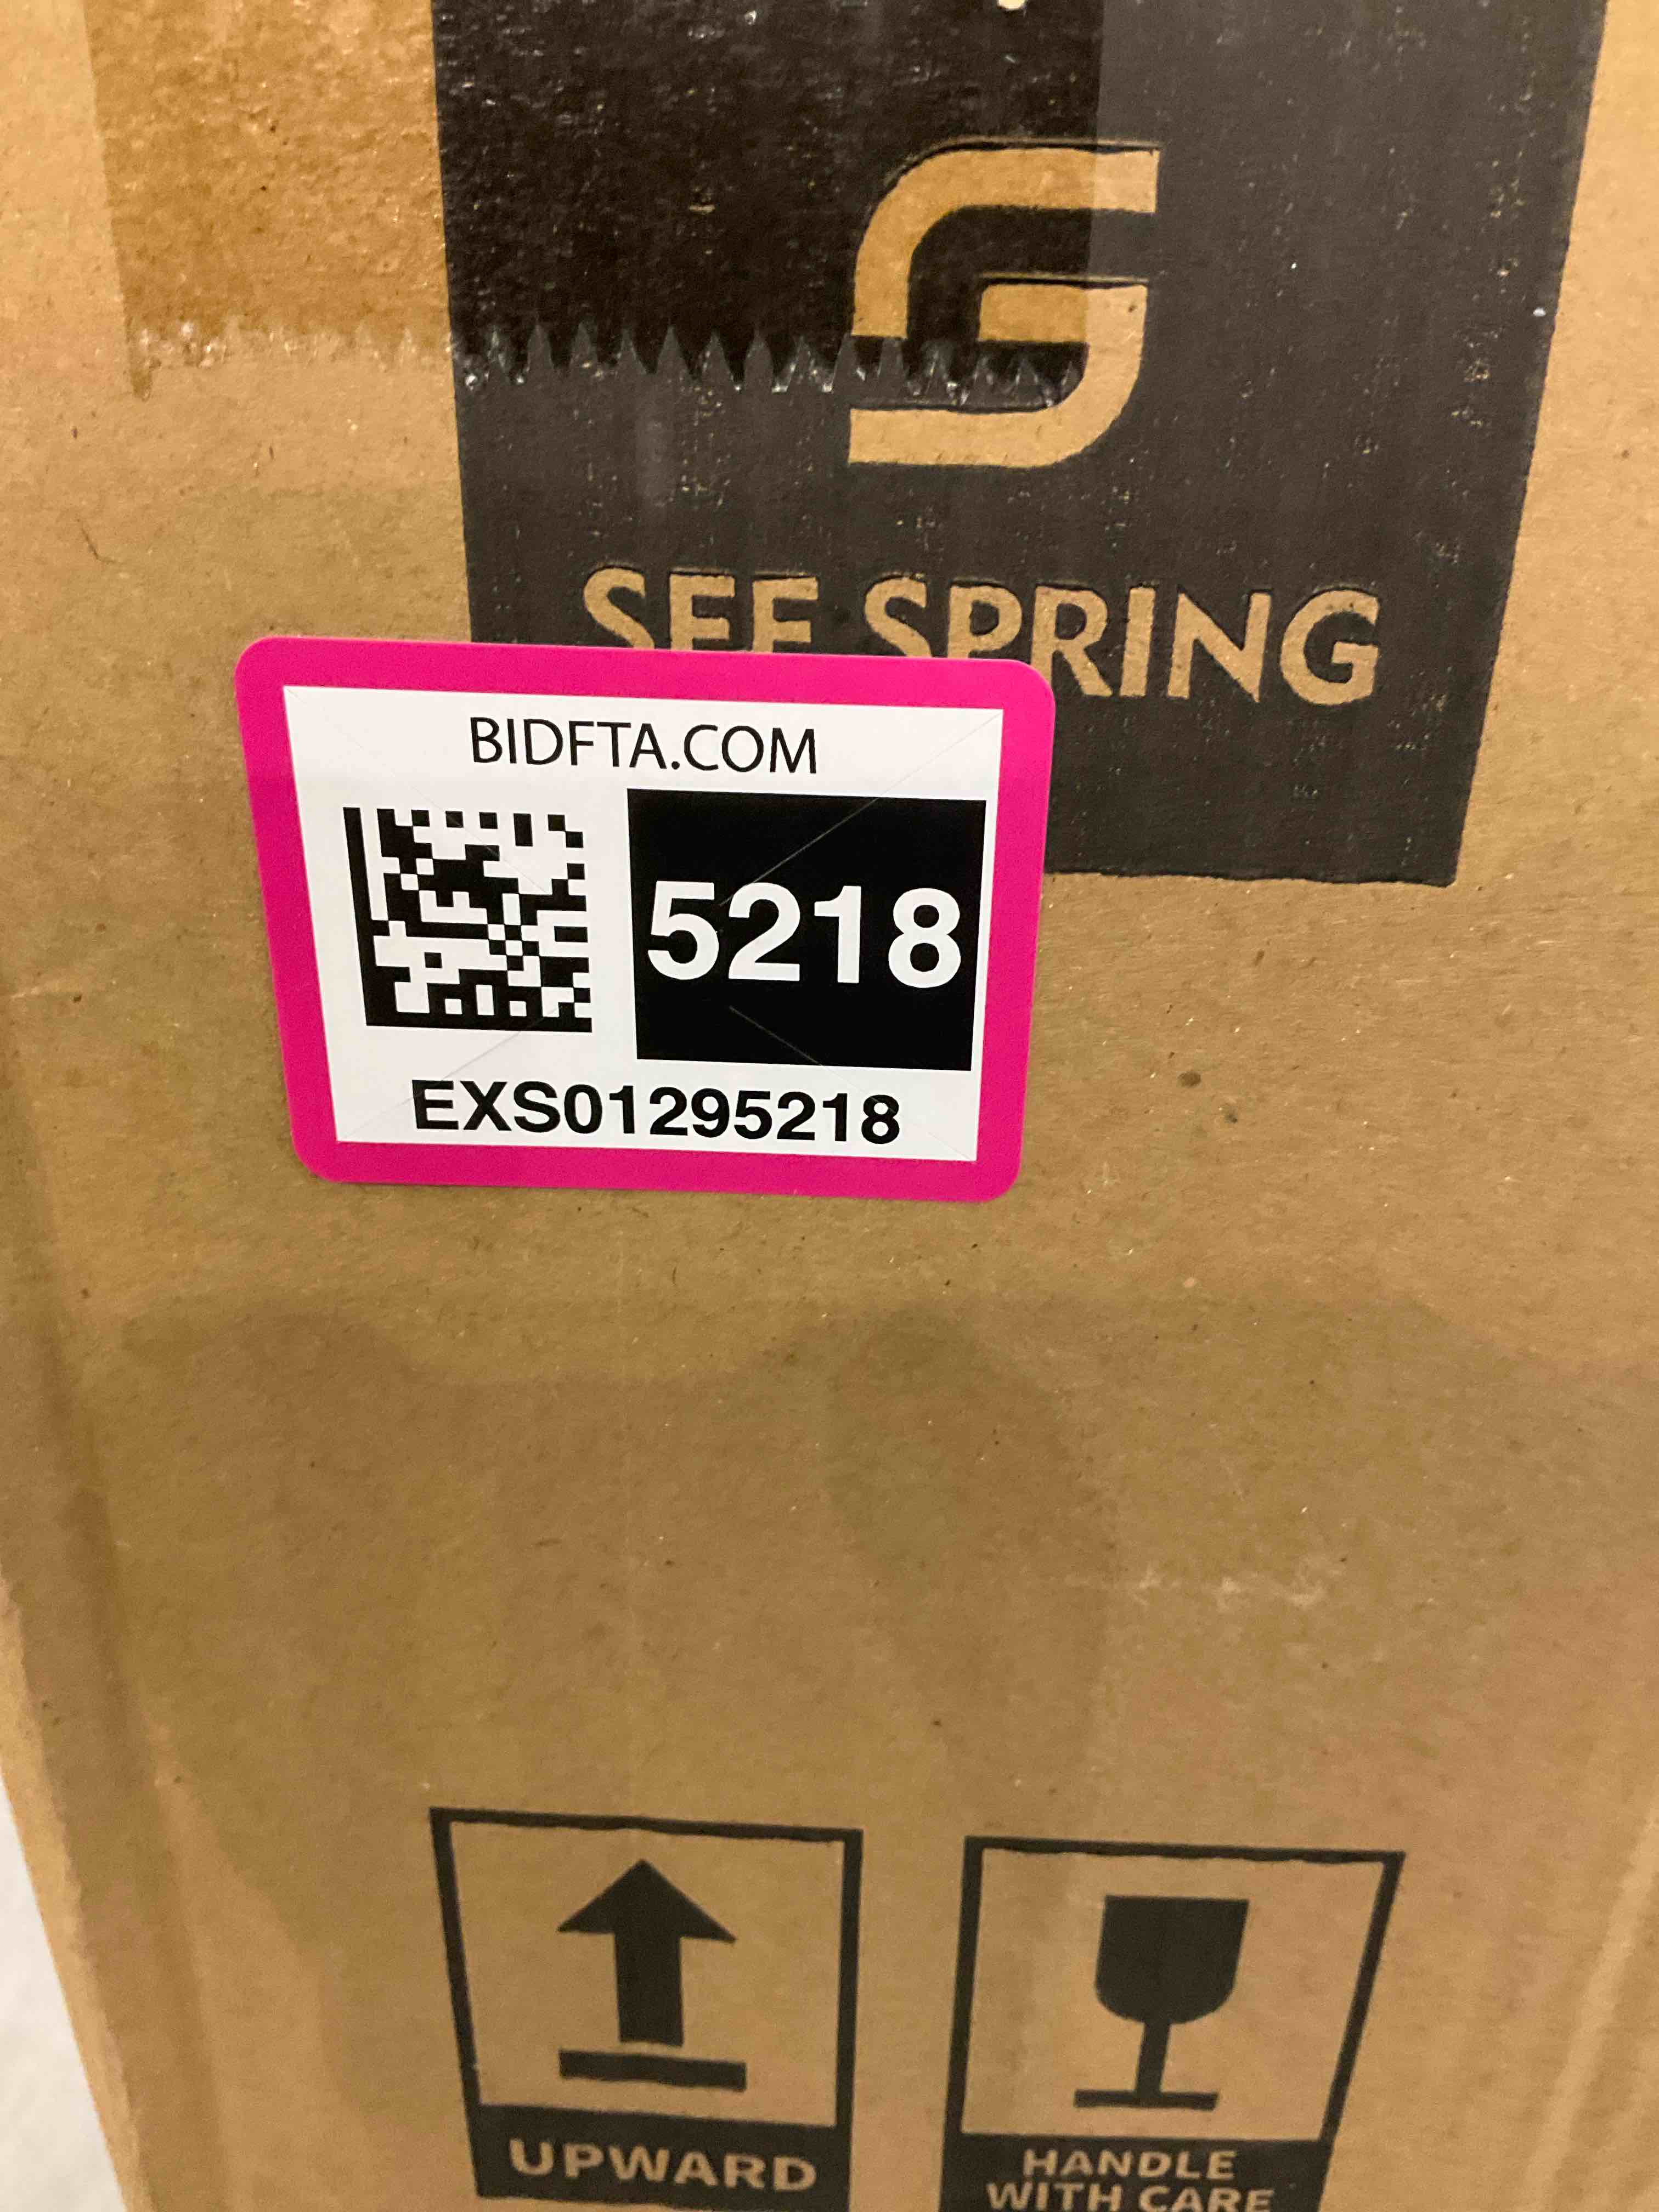 SEE SPRING
BIDFTA.COM
5218
EXS01295218
UPWARD
HANDLE
WITH CARE